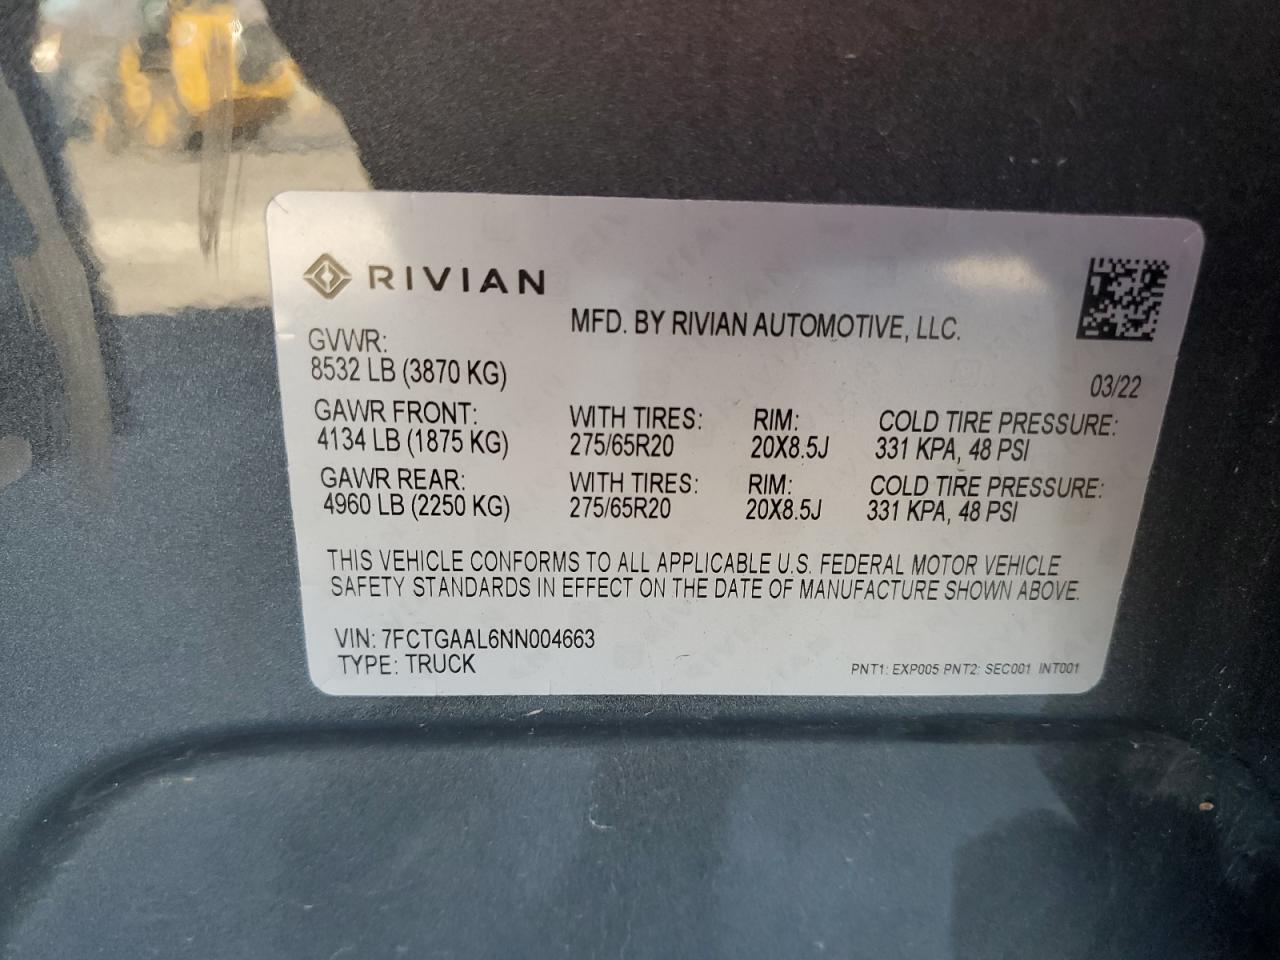 RIVIAN
MFD. BY RIVIAN AUTOMOTIVE, LLC.
GVWR:
8532 LB (3870 KG)
03/22
GAWR FRONT: WITH TIRES: RIM: COLD TIRE PRESSURE:
4134 LB (1875 KG) 275/65R20 20X8.5J 331 KPA, 48 PSI
GAWR REAR: WITH TIRES: RIM: COLD TIRE PRESSURE:
4960 LB (2250 KG) 275/65R20 20X8.5J 331 KPA, 48 PSI
THIS VEHICLE CONFORMS TO ALL APPLICABLE U.S. FEDERAL MOTOR VEHICLE
SAFETY STANDARDS IN EFFECT ON THE DATE OF MANUFACTURE SHOWN ABOVE.
VIN: 7FCTGAAL6NN004663
TYPE: TRUCK
PNT1: EXP005 PNT2: SEC001 INT001